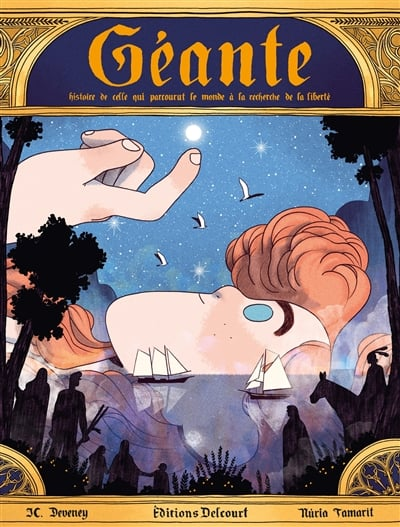 Géante
histoire de celle qui parcourut le monde à la recherche de la liberté
JC. Deveney
Éditions Delcourt
Núria Tamarit